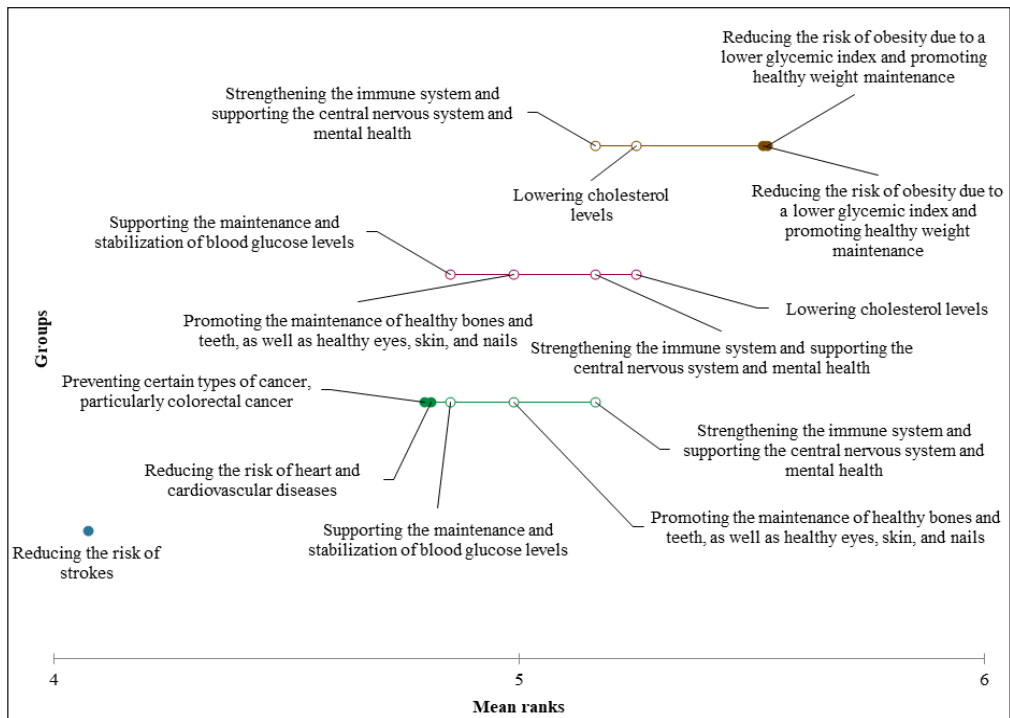 Reducing the risk of obesity due to a
lower glycemic index and promoting
healthy weight maintenance
Strengthening the immune system and
supporting the central nervous system and
mental health
Lowering cholesterol
levels
Reducing the risk of obesity due to
a lower glycemic index and
promoting healthy weight
maintenance
Supporting the maintenance and
stabilization of blood glucose levels
Lowering cholesterol levels
Promoting the maintenance of healthy bones and
teeth, as well as healthy eyes, skin, and nails
Strengthening the immune system and supporting the
central nervous system and mental health
Groups
Preventing certain types of cancer,
particularly colorectal cancer
Strengthening the immune system and
supporting the central nervous system and
mental health
Reducing the risk of heart and
cardiovascular diseases
Supporting the maintenance and
stabilization of blood glucose levels
Promoting the maintenance of healthy bones and
teeth, as well as healthy eyes, skin, and nails
Reducing the risk of
strokes
4
5
6
Mean ranks